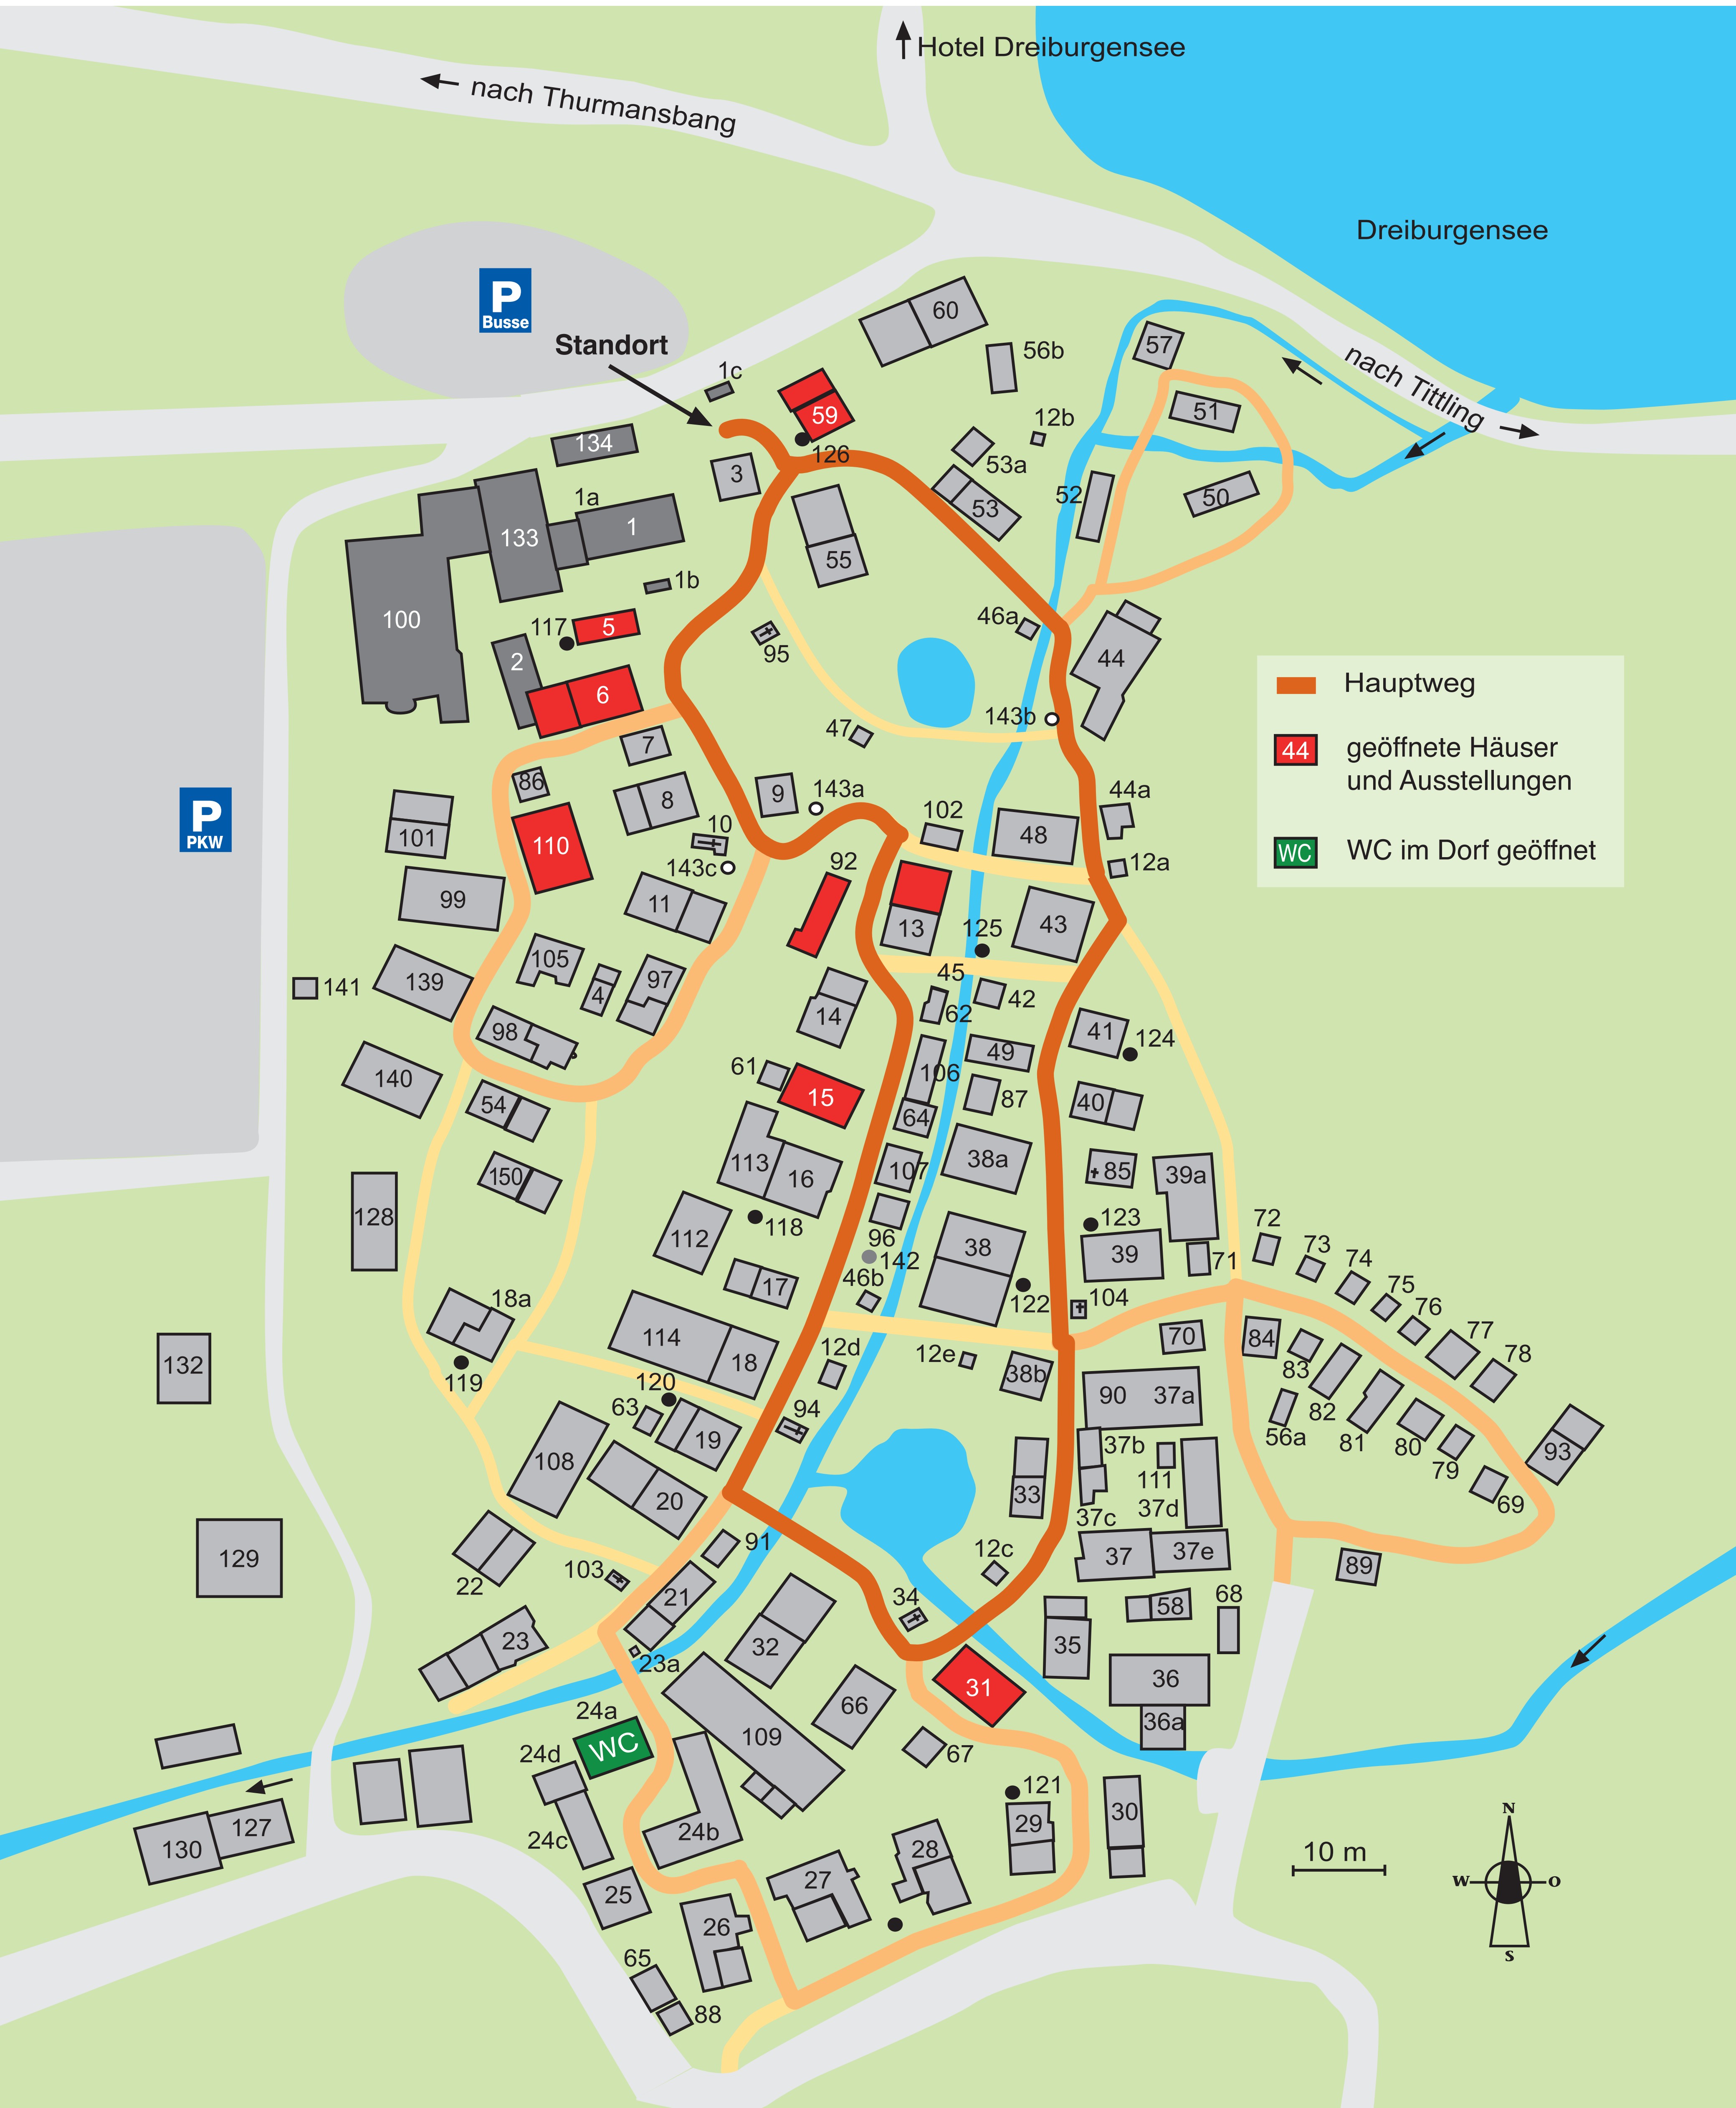 Hotel Dreiburgensee
nach Thurmansbang
Dreiburgensee
P
Busse
60
Standort
57
56b
nach Tittling
1c
51
59
12b
134
126
53a
3
52
50
1a
53
1
133
55
1b
100
46a
117
5
95
2
44
6
143b
Hauptweg
47
7
44
geöffnete Häuser
und Ausstellungen
86
9
143a
44a
8
P
PKW
102
10
48
101
110
WC
WC im Dorf geöffnet
143c
92
12a
99
11
13
125
43
105
45
139
4
97
141
42
14
62
98
41
124
49
61
106
140
15
87
54
40
64
113
38a
107
85
39a
150
16
128
118
123
72
112
96
38
39
71
73
142
74
17
46b
122
104
75
18a
76
114
70
84
77
132
18
12d
12e
78
119
38b
83
120
90
37a
63
94
82
19
56a
37b
81
80
93
108
111
79
20
33
37d
69
37c
91
129
12c
37
37e
103
89
22
21
34
68
58
23
32
35
23a
36
31
24a
66
36a
WC
109
24d
67
121
30
29
10 m
127
24b
24c
130
28
N
27
W
O
25
26
S
65
88